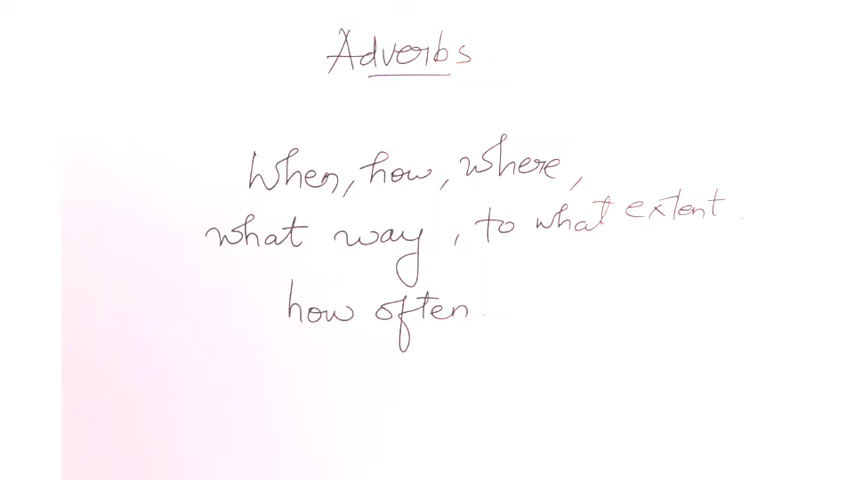 Adverbs
When, how, where,
what way, to what extent.
how often.